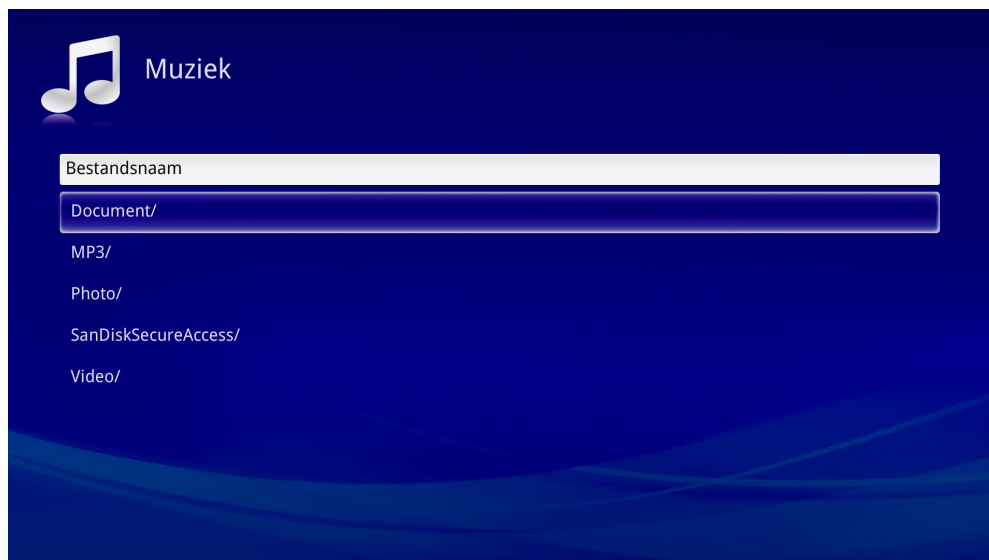 Muziek
Bestandsnaam
Document/
MP3/
Photo/
SanDiskSecureAccess/
Video/